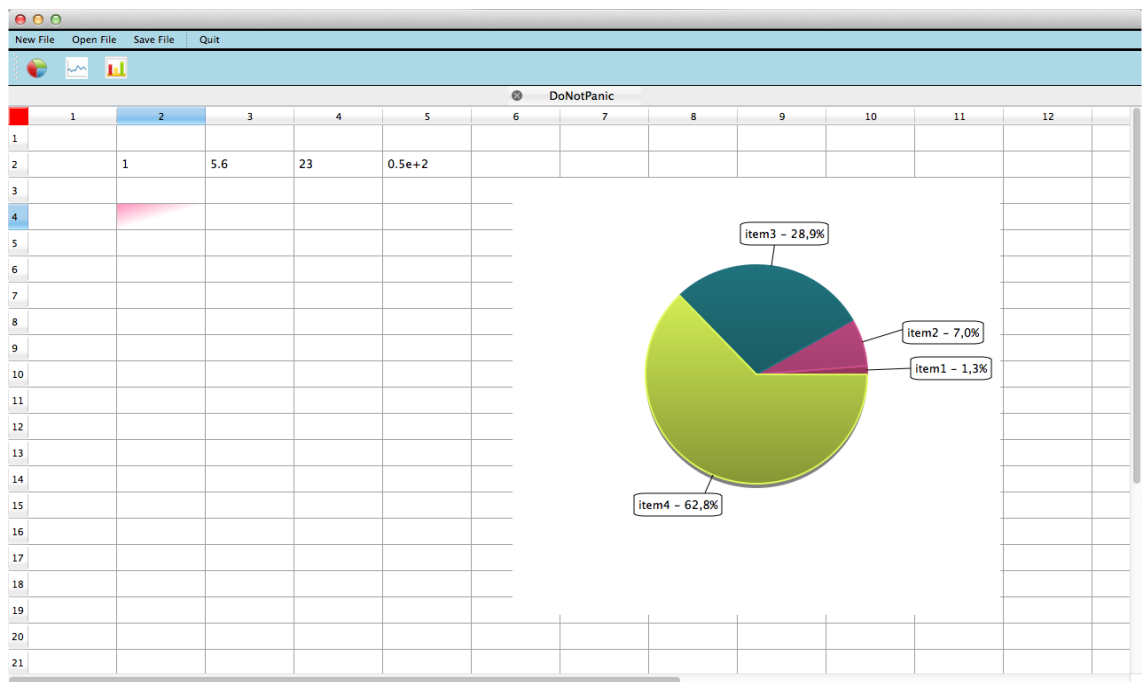 New File Open File Save File Quit
DoNotPanic
1 2 3 4 5 6 7 8 9 10 11 12
1
2 1 5.6 23 0.5e+2
3
4
item3 – 28,9%
5
6
7
8
item2 – 7,0%
9
10
item1 – 1,3%
11
12
13
14
15
item4 – 62,8%
16
17
18
19
20
21